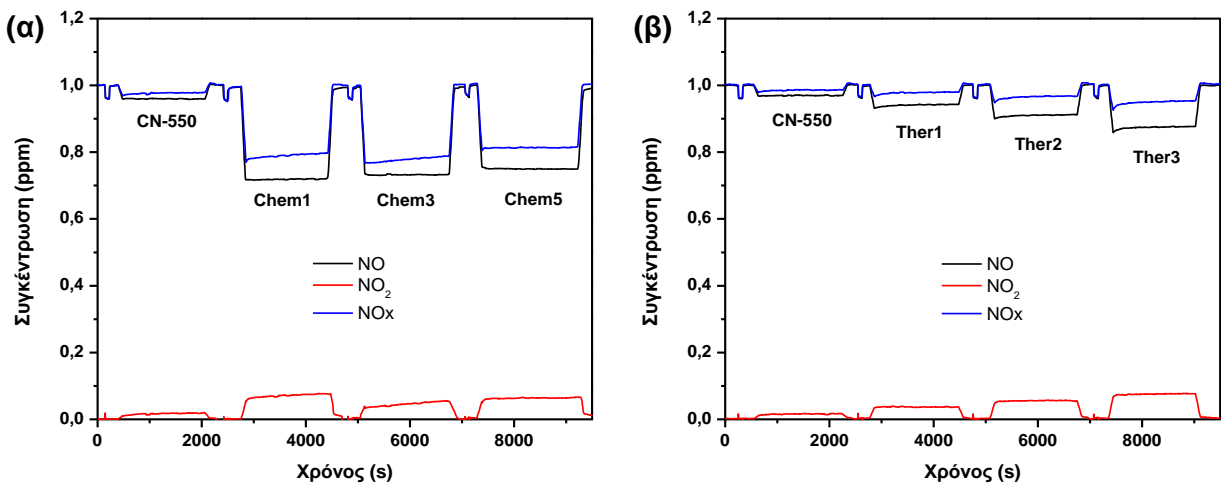 (α)
1,2
1,0
0,8
0,6
0,4
0,2
0,0
Συγκέντρωση (ppm)
CN-550
Chem1
Chem3
Chem5
NO
NO₂
NOx
0
2000
4000
6000
8000
Χρόνος (s)
(β)
1,2
1,0
0,8
0,6
0,4
0,2
0,0
Συγκέντρωση (ppm)
CN-550
Ther1
Ther2
Ther3
NO
NO₂
NOx
0
2000
4000
6000
8000
Χρόνος (s)